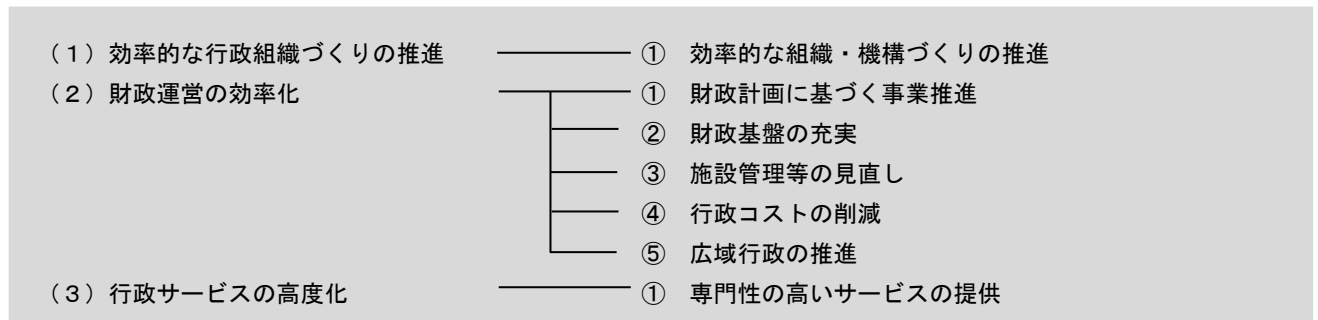 （１）効率的な行政組織づくりの推進 ① 効率的な組織・機構づくりの推進
（２）財政運営の効率化 ① 財政計画に基づく事業推進
② 財政基盤の充実
③ 施設管理等の見直し
④ 行政コストの削減
⑤ 広域行政の推進
（３）行政サービスの高度化 ① 専門性の高いサービスの提供